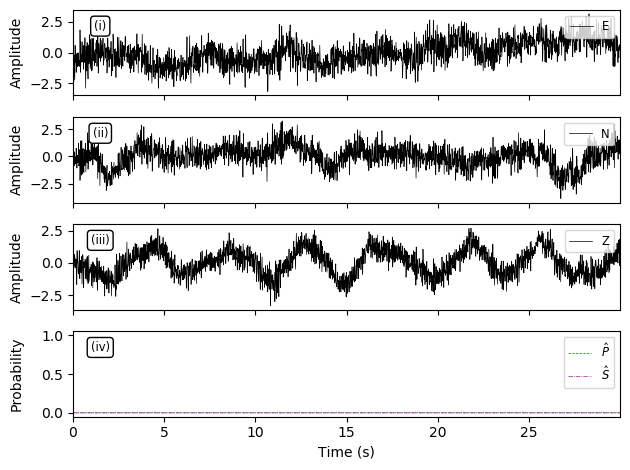 2.5
0.0
−2.5
Amplitude
(i)
E
2.5
0.0
−2.5
Amplitude
(ii)
N
2.5
0.0
−2.5
Amplitude
(iii)
Z
1.0
0.5
0.0
Probability
(iv)
P̂
Ŝ
0 5 10 15 20 25
Time (s)